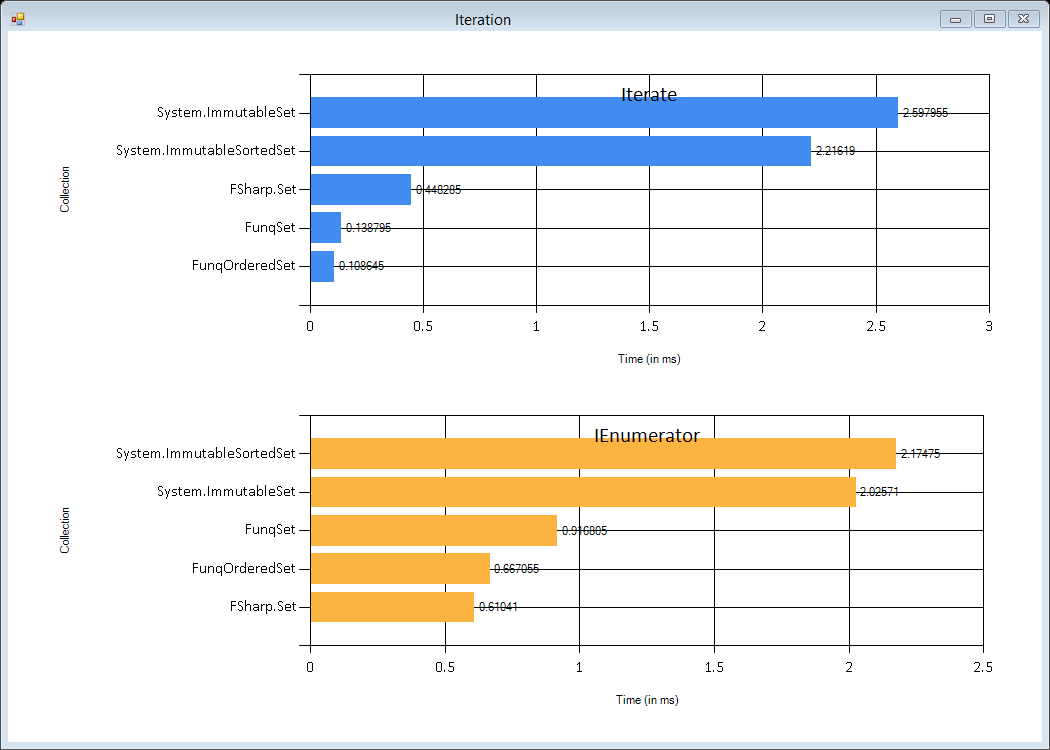 Iteration
Iterate
System.ImmutableSet 2.597955
System.ImmutableSortedSet 2.21619
FSharp.Set 0.448285
FunqSet 0.138795
FunqOrderedSet 0.108645
Collection
0 0.5 1 1.5 2 2.5 3
Time (in ms)
IEnumerator
System.ImmutableSortedSet 2.17475
System.ImmutableSet 2.02571
FunqSet 0.916805
FunqOrderedSet 0.667055
FSharp.Set 0.61041
Collection
0 0.5 1 1.5 2 2.5
Time (in ms)